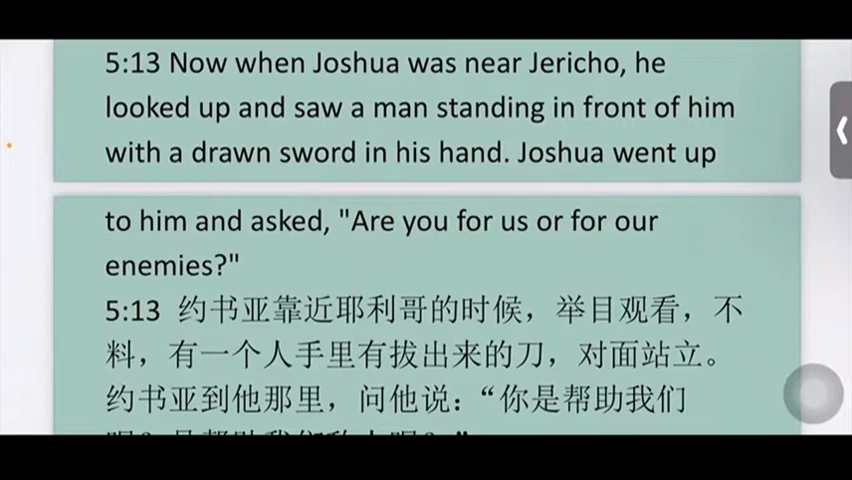 5:13 Now when Joshua was near Jericho, he
looked up and saw a man standing in front of him
with a drawn sword in his hand. Joshua went up
to him and asked, "Are you for us or for our
enemies?"
5:13 约书亚靠近耶利哥的时候，举目观看，不
料，有一个人手里有拔出来的刀，对面站立。
约书亚到他那里，问他说：“你是帮助我们